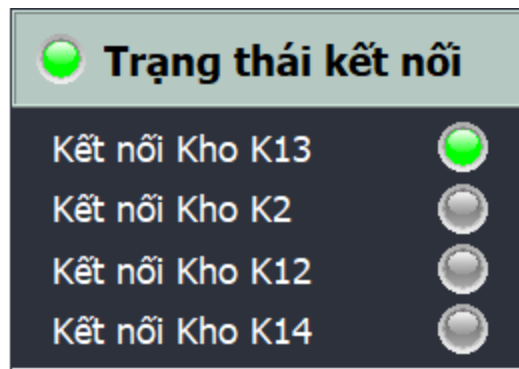 Trạng thái kết nối
Kết nối Kho K13
Kết nối Kho K2
Kết nối Kho K12
Kết nối Kho K14